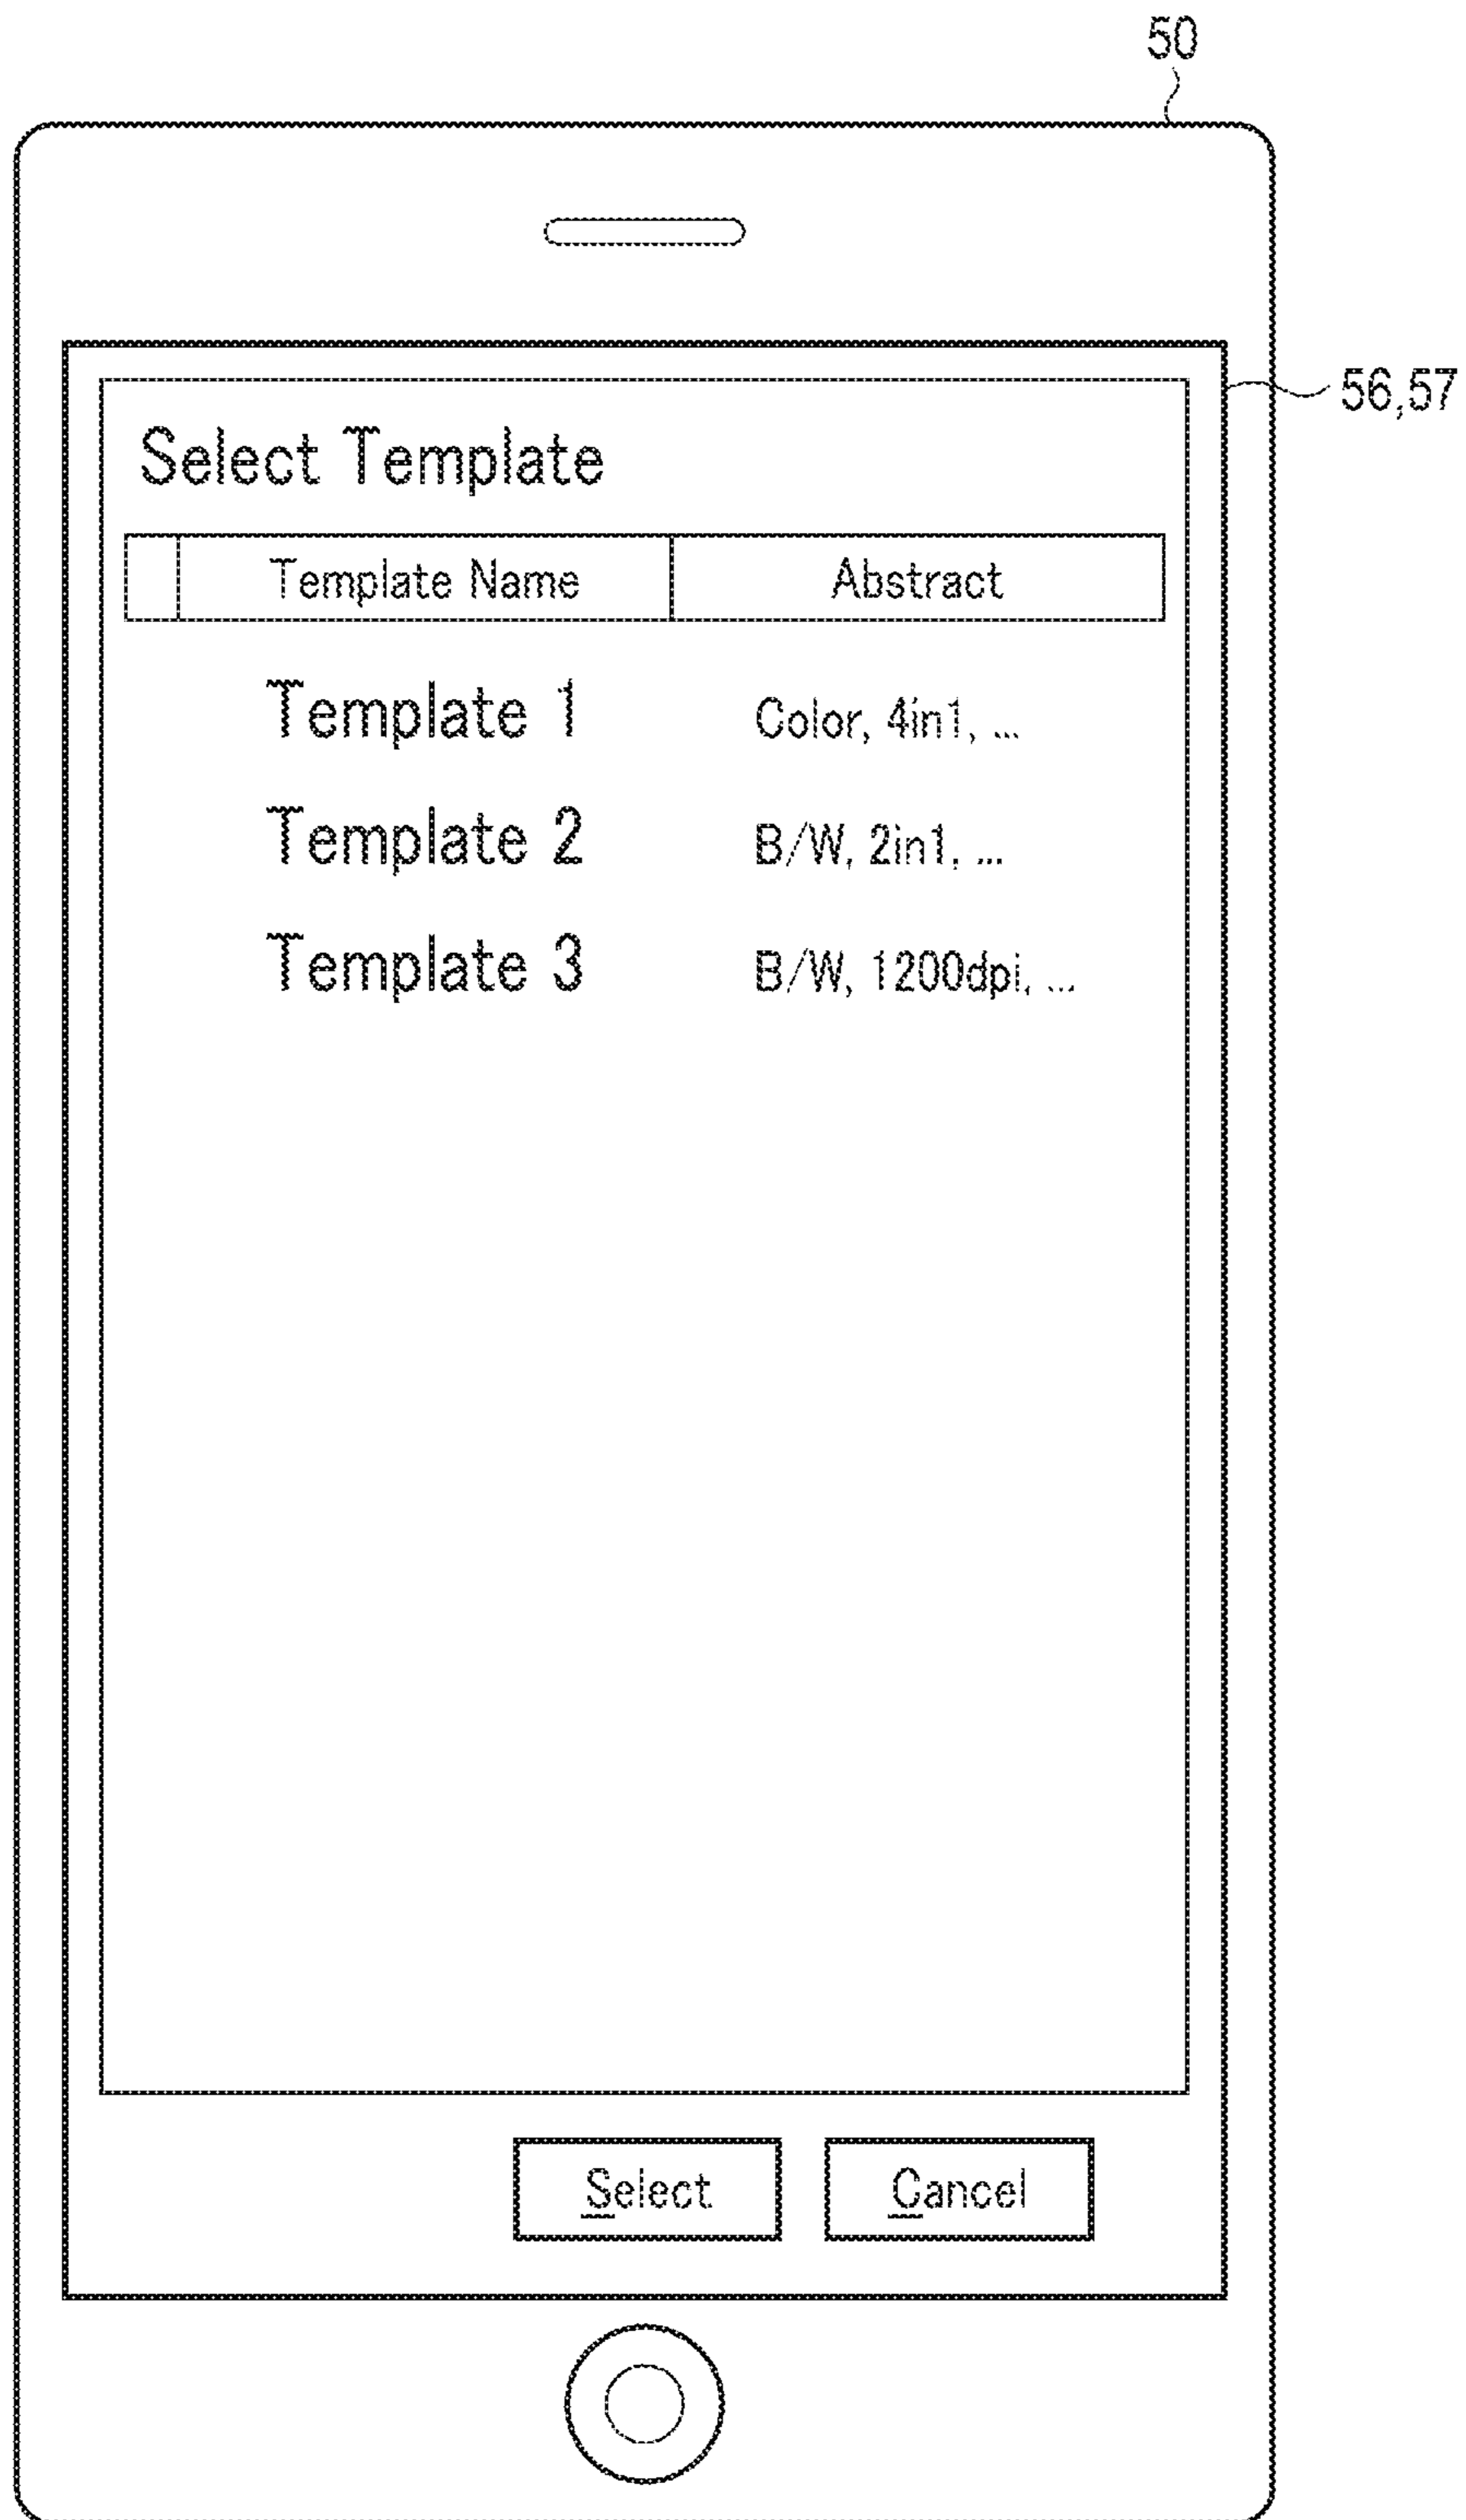 50
56,57
Select Template
Template Name Abstract
Template 1 Color, 4in1, ...
Template 2 B/W, 2in1, ...
Template 3 B/W, 1200dpi, ...
Select Cancel